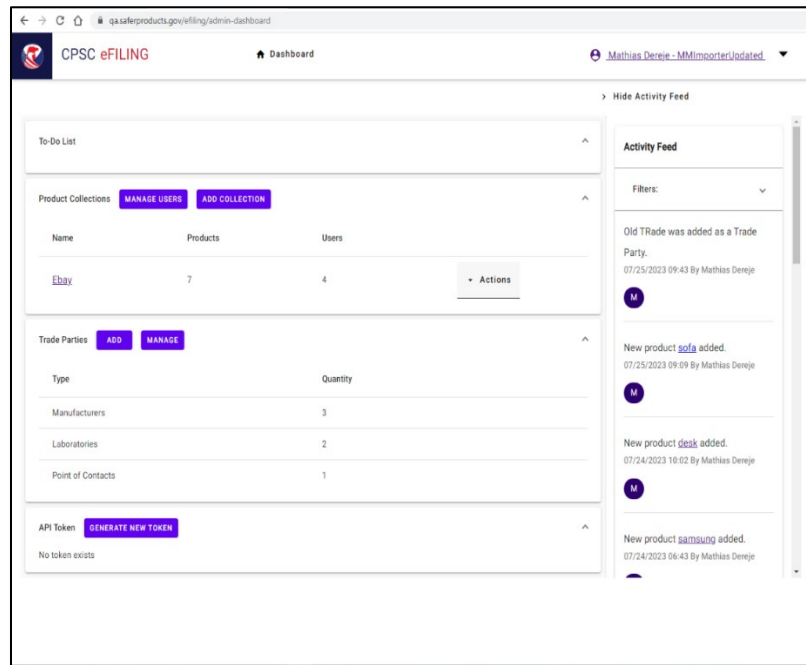 qa.saferproducts.gov/efiling/admin-dashboard
CPSC eFILING
Dashboard
Mathias Dereje - MMImporterUpdated
Hide Activity Feed
To-Do List
Product Collections MANAGE USERS ADD COLLECTION
Name Products Users
Ebay 7 4 Actions
Trade Parties ADD MANAGE
Type Quantity
Manufacturers 3
Laboratories 2
Point of Contacts 1
API Token GENERATE NEW TOKEN
No token exists
Activity Feed
Filters:
Old TRade was added as a Trade
Party.
07/25/2023 09:43 By Mathias Dereje
M
New product sofa added.
07/25/2023 09:09 By Mathias Dereje
M
New product desk added.
07/24/2023 10:02 By Mathias Dereje
M
New product samsung added.
07/24/2023 06:43 By Mathias Dereje